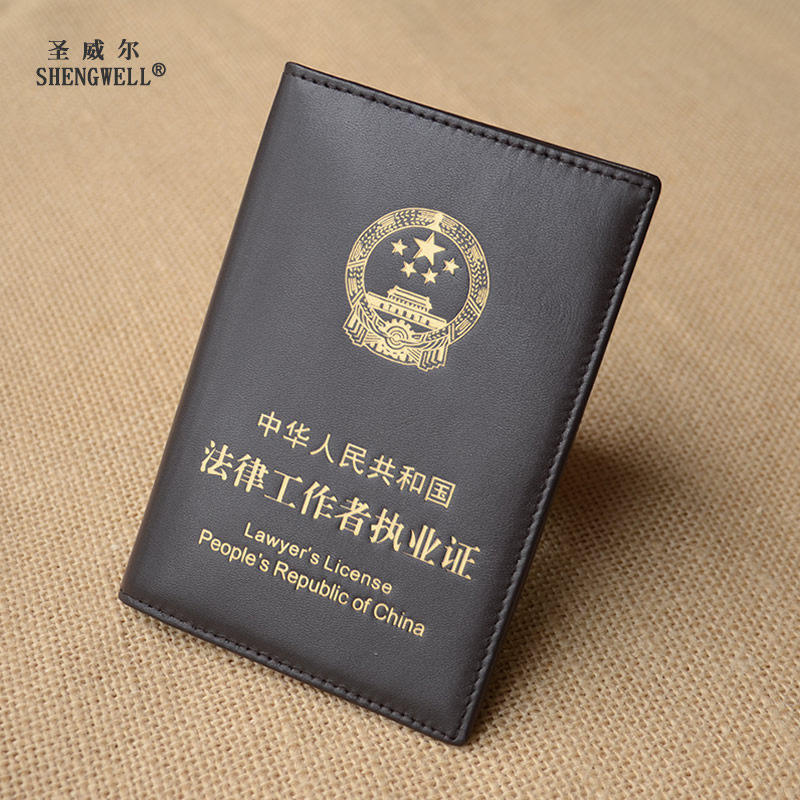 圣威尔
SHENGWELL®
中华人民共和国
法律工作者执业证
Lawyer's License
People's Republic of China